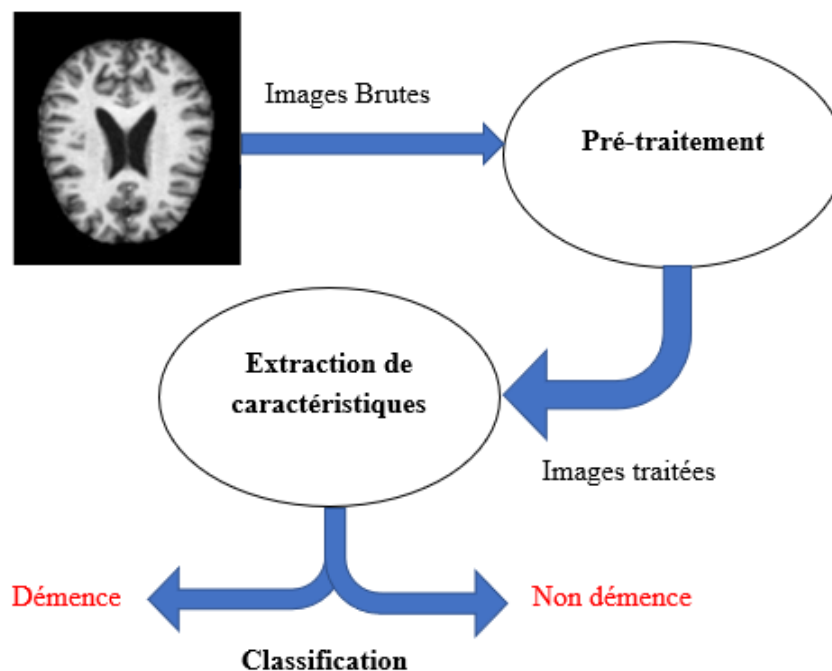 Images Brutes
Pré-traitement
Extraction de
caractéristiques
Images traitées
Démence
Non démence
Classification